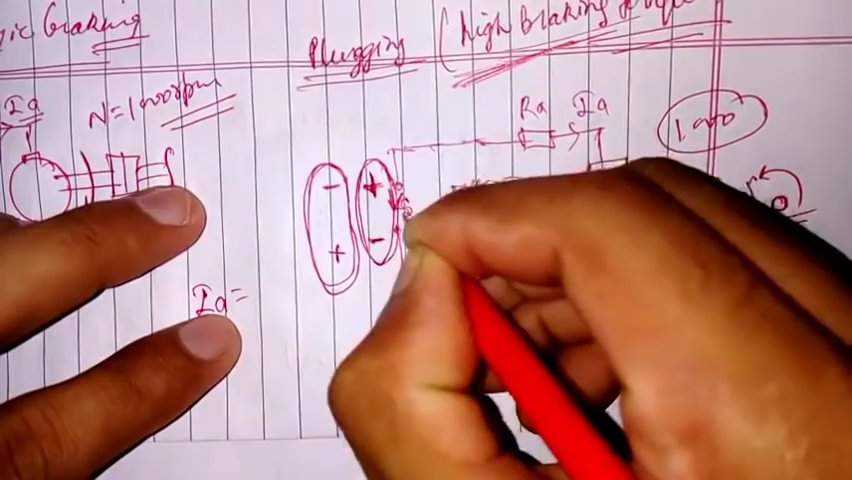 Braking
Plugging (high braking
Ia
N=1000rpm
Ra Ia
1000
- +
+ -
Ia=